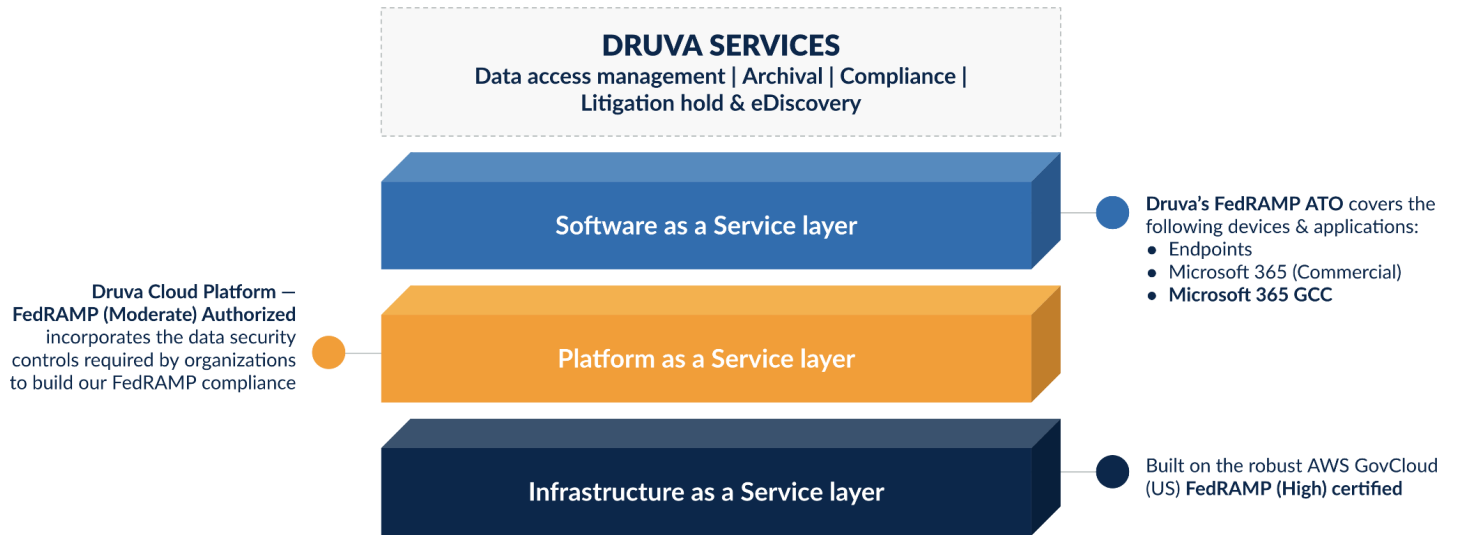 DRUVA SERVICES
Data access management | Archival | Compliance |
Litigation hold & eDiscovery
Software as a Service layer
Druva’s FedRAMP ATO covers the
following devices & applications:
● Endpoints
● Microsoft 365 (Commercial)
● Microsoft 365 GCC
Druva Cloud Platform —
FedRAMP (Moderate) Authorized
incorporates the data security
controls required by organizations
to build our FedRAMP compliance
Platform as a Service layer
Infrastructure as a Service layer
Built on the robust AWS GovCloud
(US) FedRAMP (High) certified